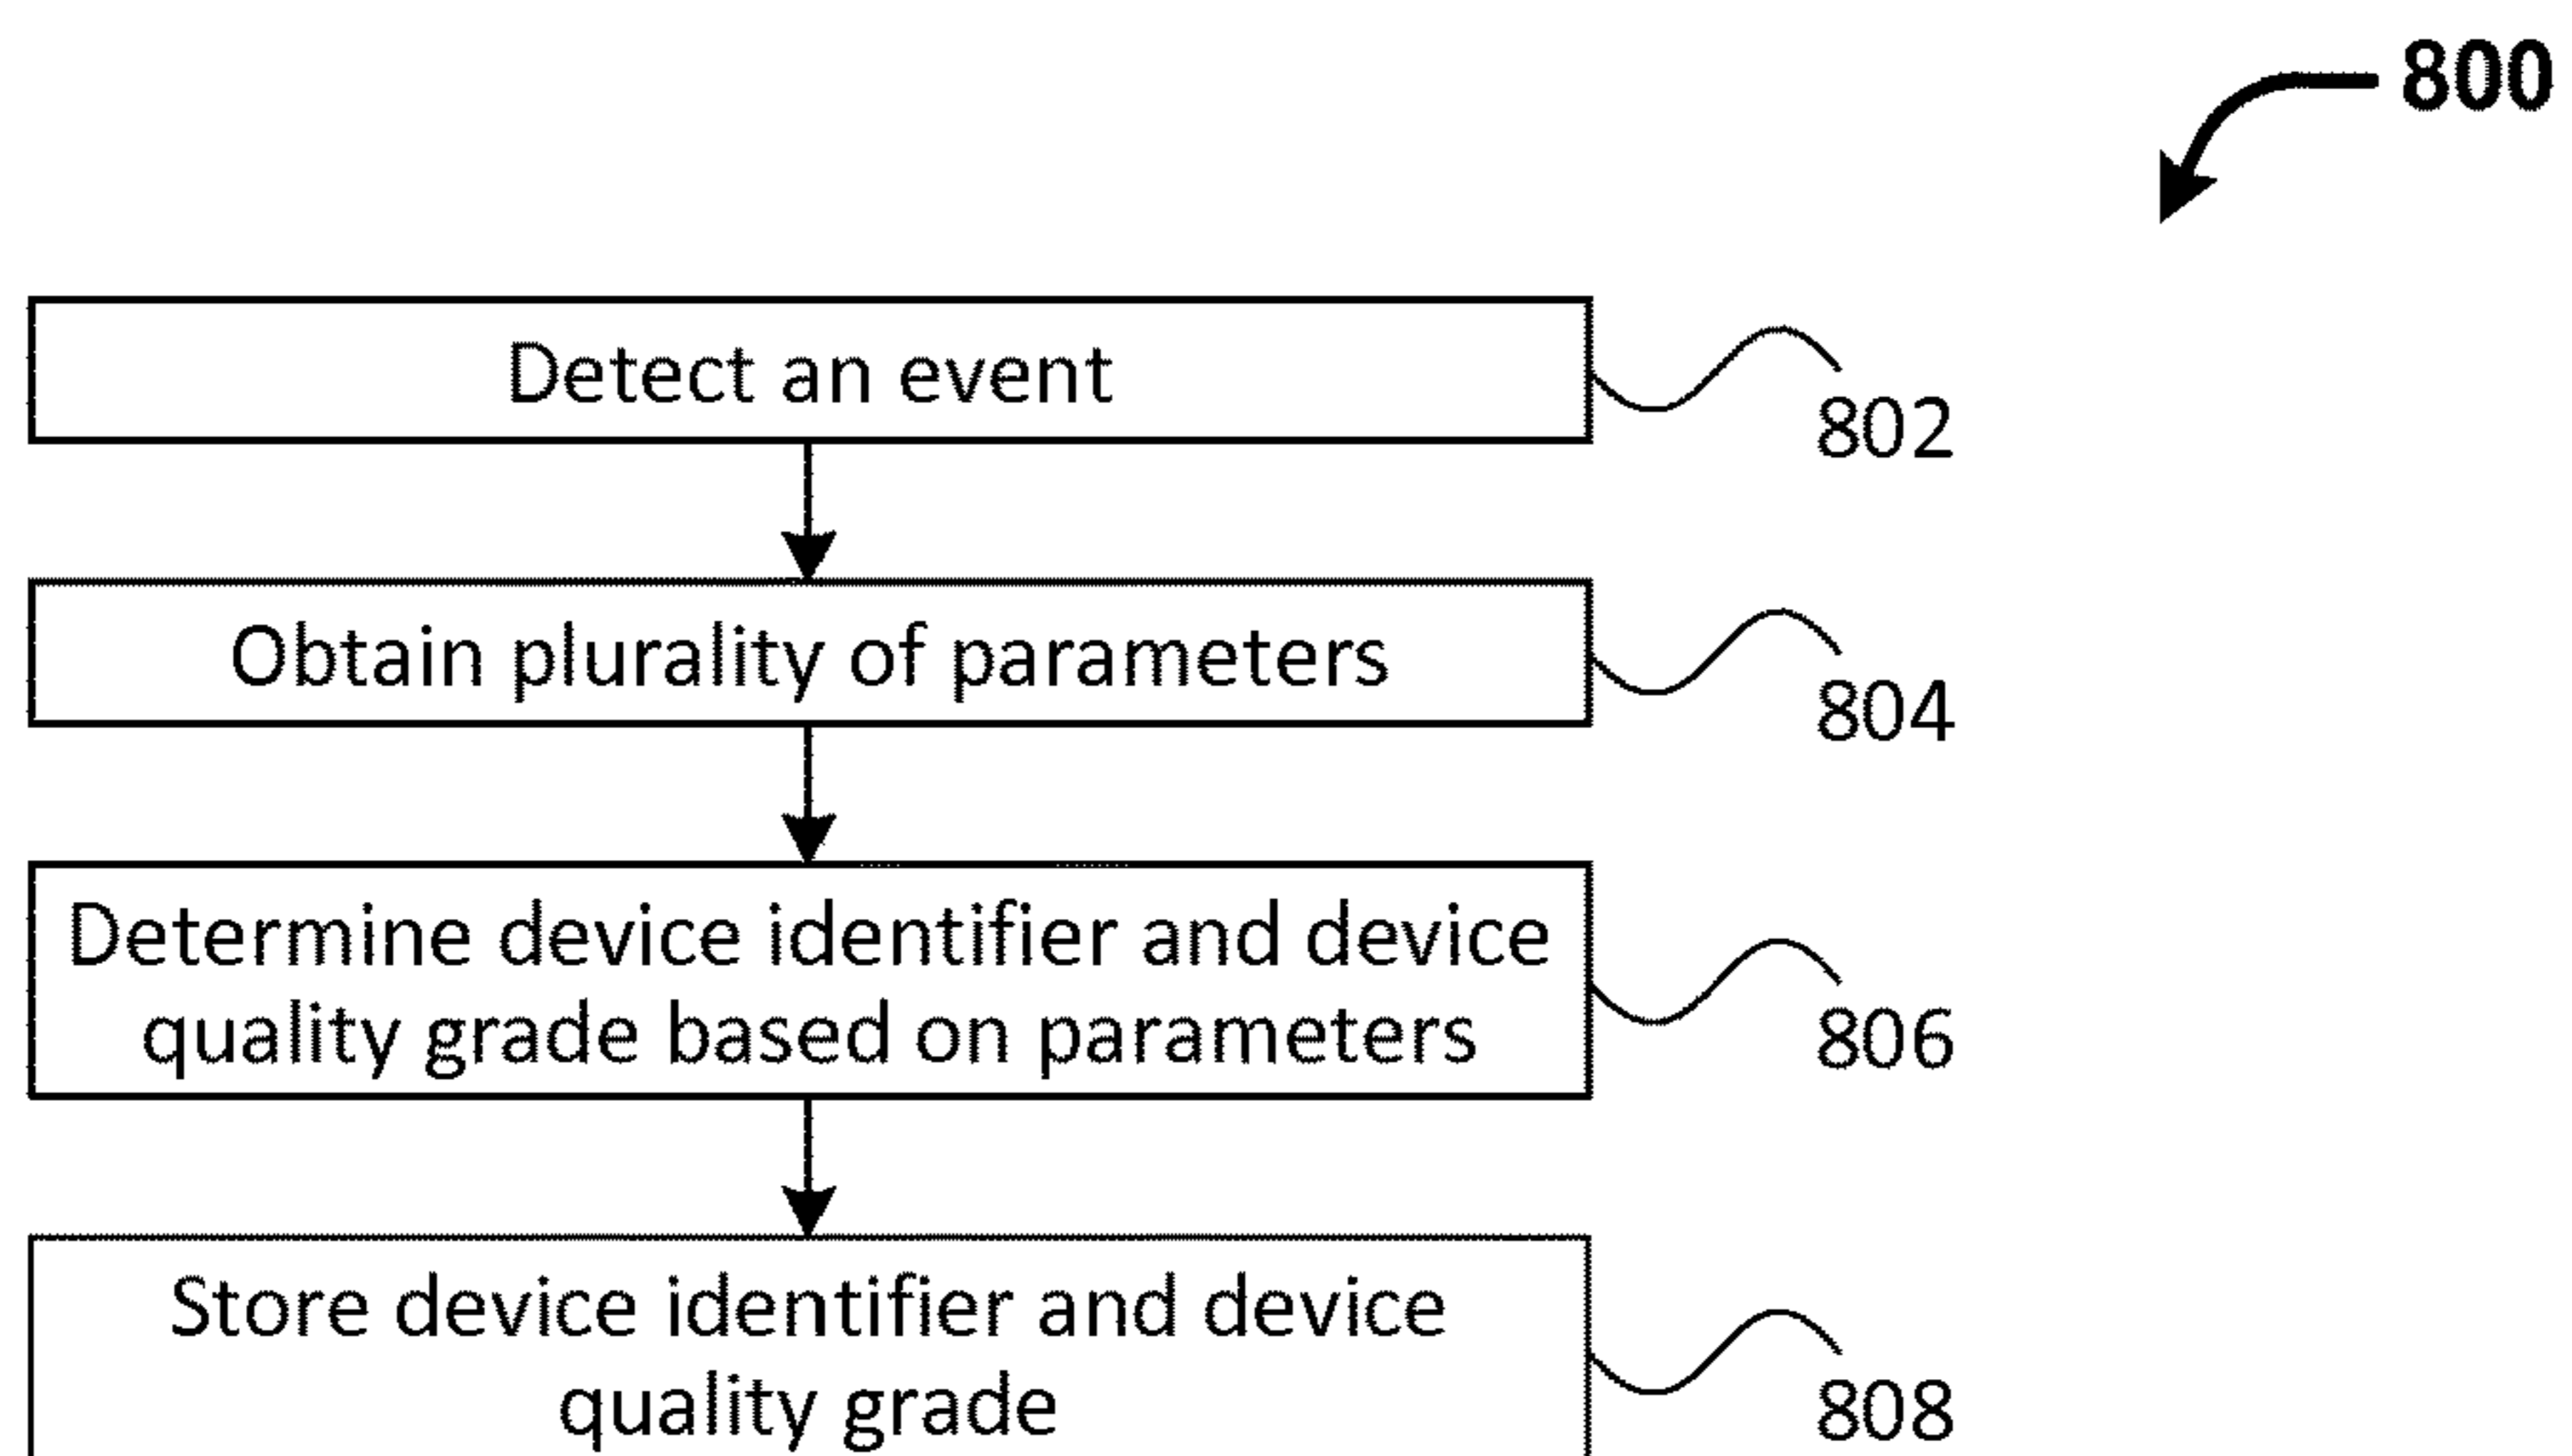 800
Detect an event
802
Obtain plurality of parameters
804
Determine device identifier and device
quality grade based on parameters
806
Store device identifier and device
quality grade
808